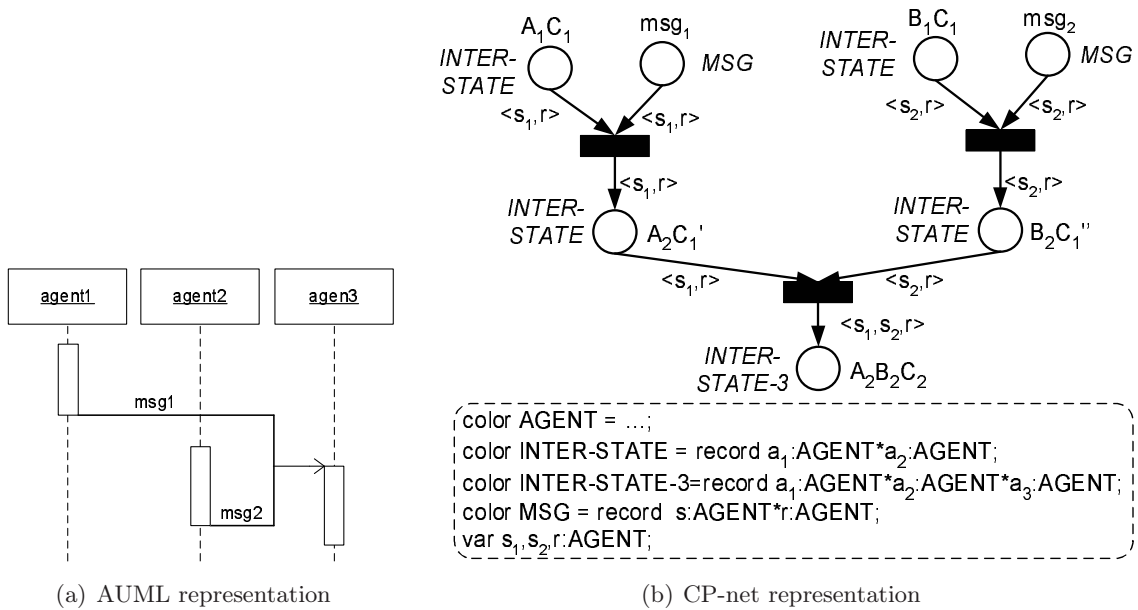 agent1
agent2
agen3
msg1
msg2
(a) AUML representation
A₁C₁
msg₁
INTER-
STATE
MSG
<s₁,r>
<s₁,r>
<s₁,r>
INTER-
STATE
A₂C₁'
B₁C₁
msg₂
INTER-
STATE
MSG
<s₂,r>
<s₂,r>
<s₂,r>
INTER-
STATE
B₂C₁''
<s₁,r>
<s₂,r>
<s₁,s₂,r>
INTER-
STATE-3
A₂B₂C₂
color AGENT = ...;
color INTER-STATE = record a₁:AGENT*a₂:AGENT;
color INTER-STATE-3=record a₁:AGENT*a₂:AGENT*a₃:AGENT;
color MSG = record s:AGENT*r:AGENT;
var s₁,s₂,r:AGENT;
(b) CP-net representation